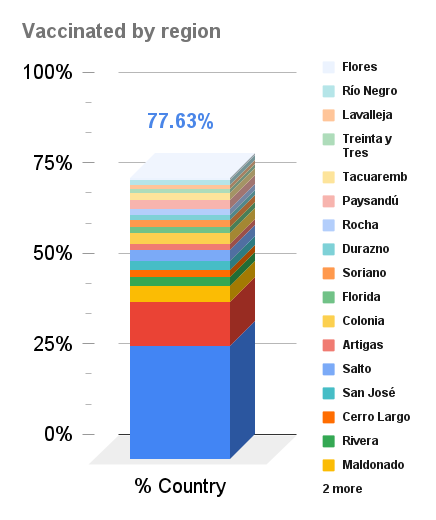 Vaccinated by region
100%
75%
50%
25%
0%
77.63%
% Country
Flores
Río Negro
Lavalleja
Treinta y
Tres
Tacuaremb
Paysandú
Rocha
Durazno
Soriano
Florida
Colonia
Artigas
Salto
San José
Cerro Largo
Rivera
Maldonado
2 more